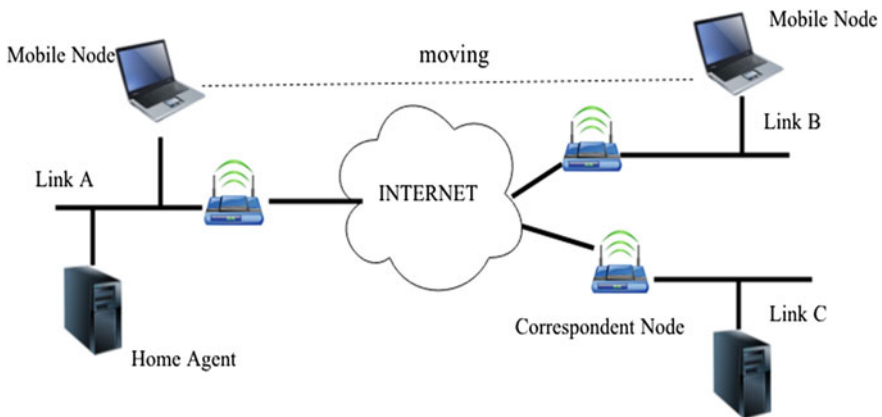 Mobile Node
Mobile Node
moving
Link B
Link A
INTERNET
Link C
Correspondent Node
Home Agent